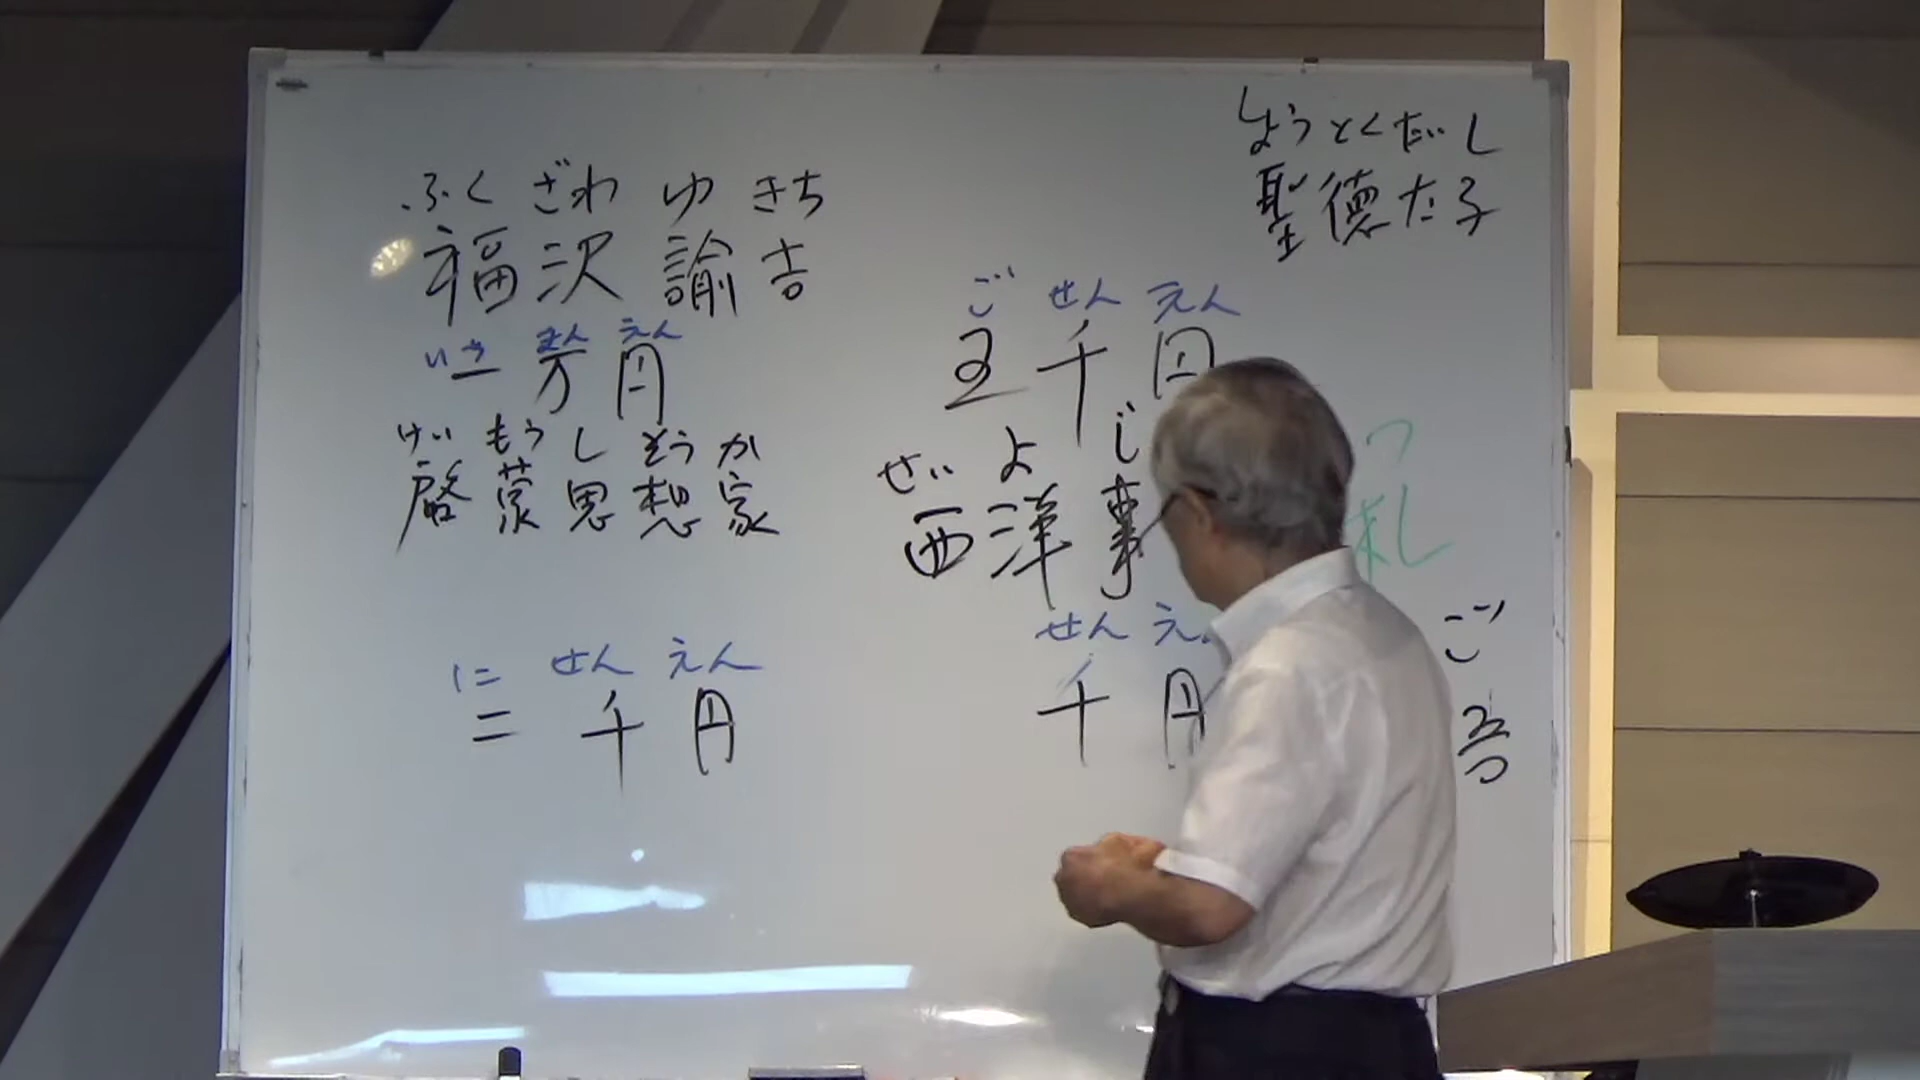 ふくざわ ゆきち
福沢 諭吉
いち まん えん
一万円
けい もう し そう か
啓蒙思想家
に せん えん
二千円
しょうとくたいし
聖徳太子
ご せん えん
五千円
せい よ じ
西洋事
札
せん え
千円
ご